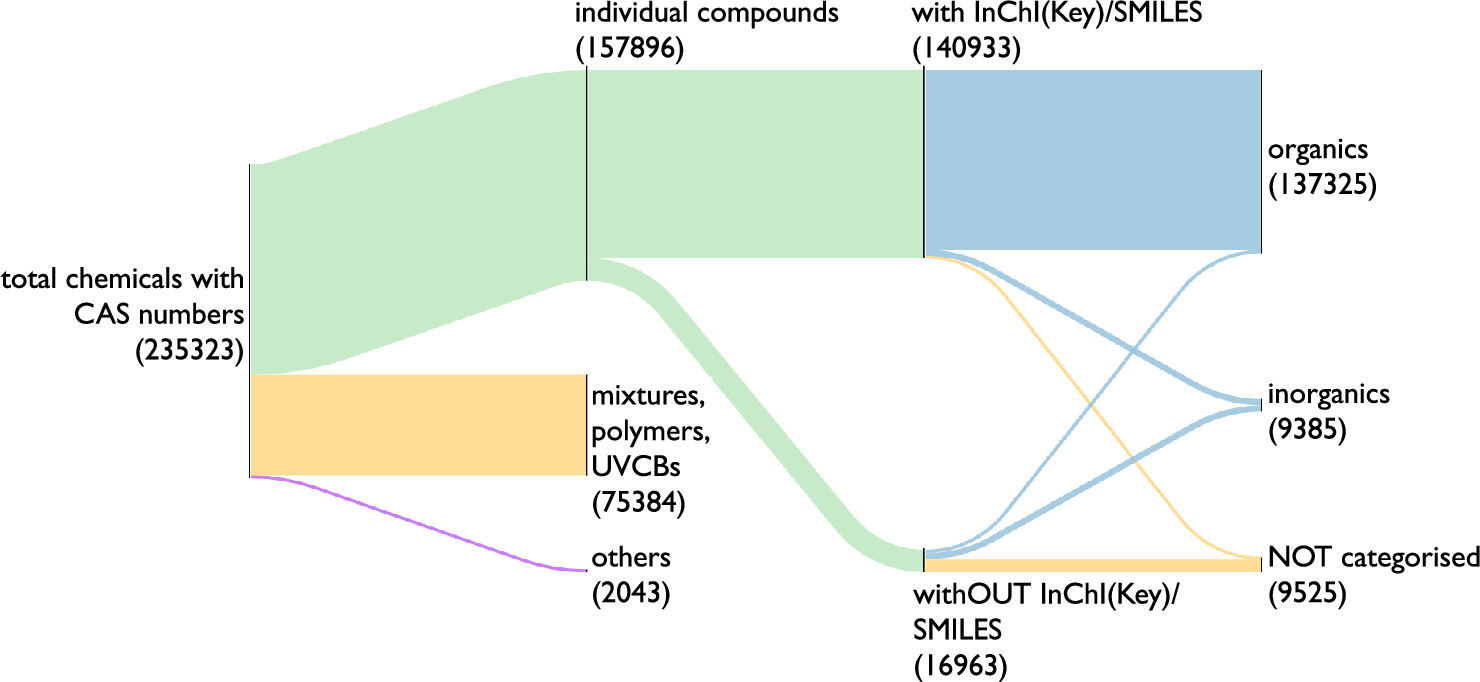 individual compounds
(157896)
with InChI(Key)/SMILES
(140933)
organics
(137325)
total chemicals with
CAS numbers
(235323)
mixtures,
polymers,
UVCBs
(75384)
inorganics
(9385)
others
(2043)
NOT categorised
(9525)
withOUT InChI(Key)/
SMILES
(16963)